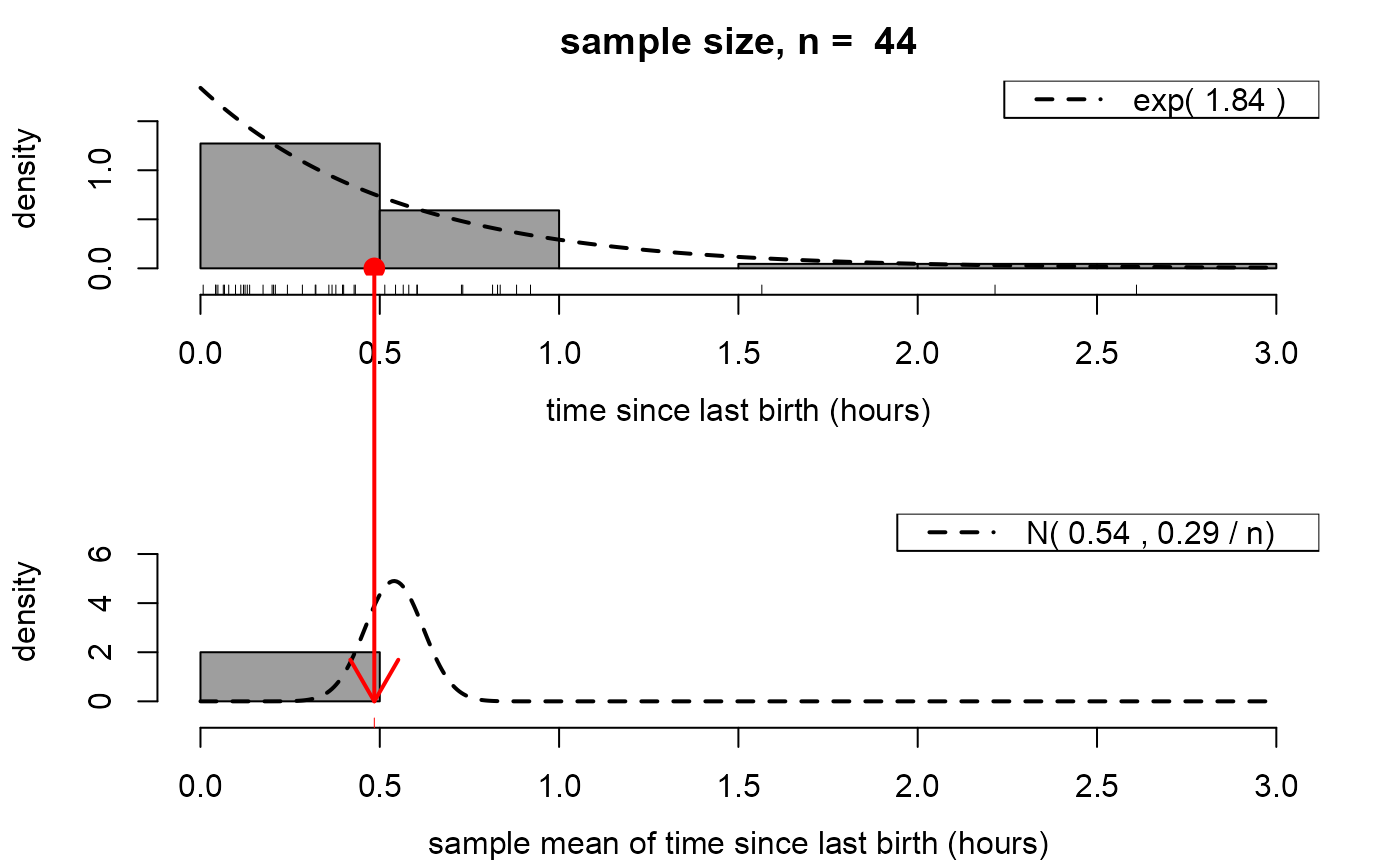 sample size, n =  44
exp( 1.84 )
density
1.0
0.0
0.0 0.5 1.0 1.5 2.0 2.5 3.0
time since last birth (hours)
N( 0.54 , 0.29 / n)
density
6
4
2
0
0.0 0.5 1.0 1.5 2.0 2.5 3.0
sample mean of time since last birth (hours)